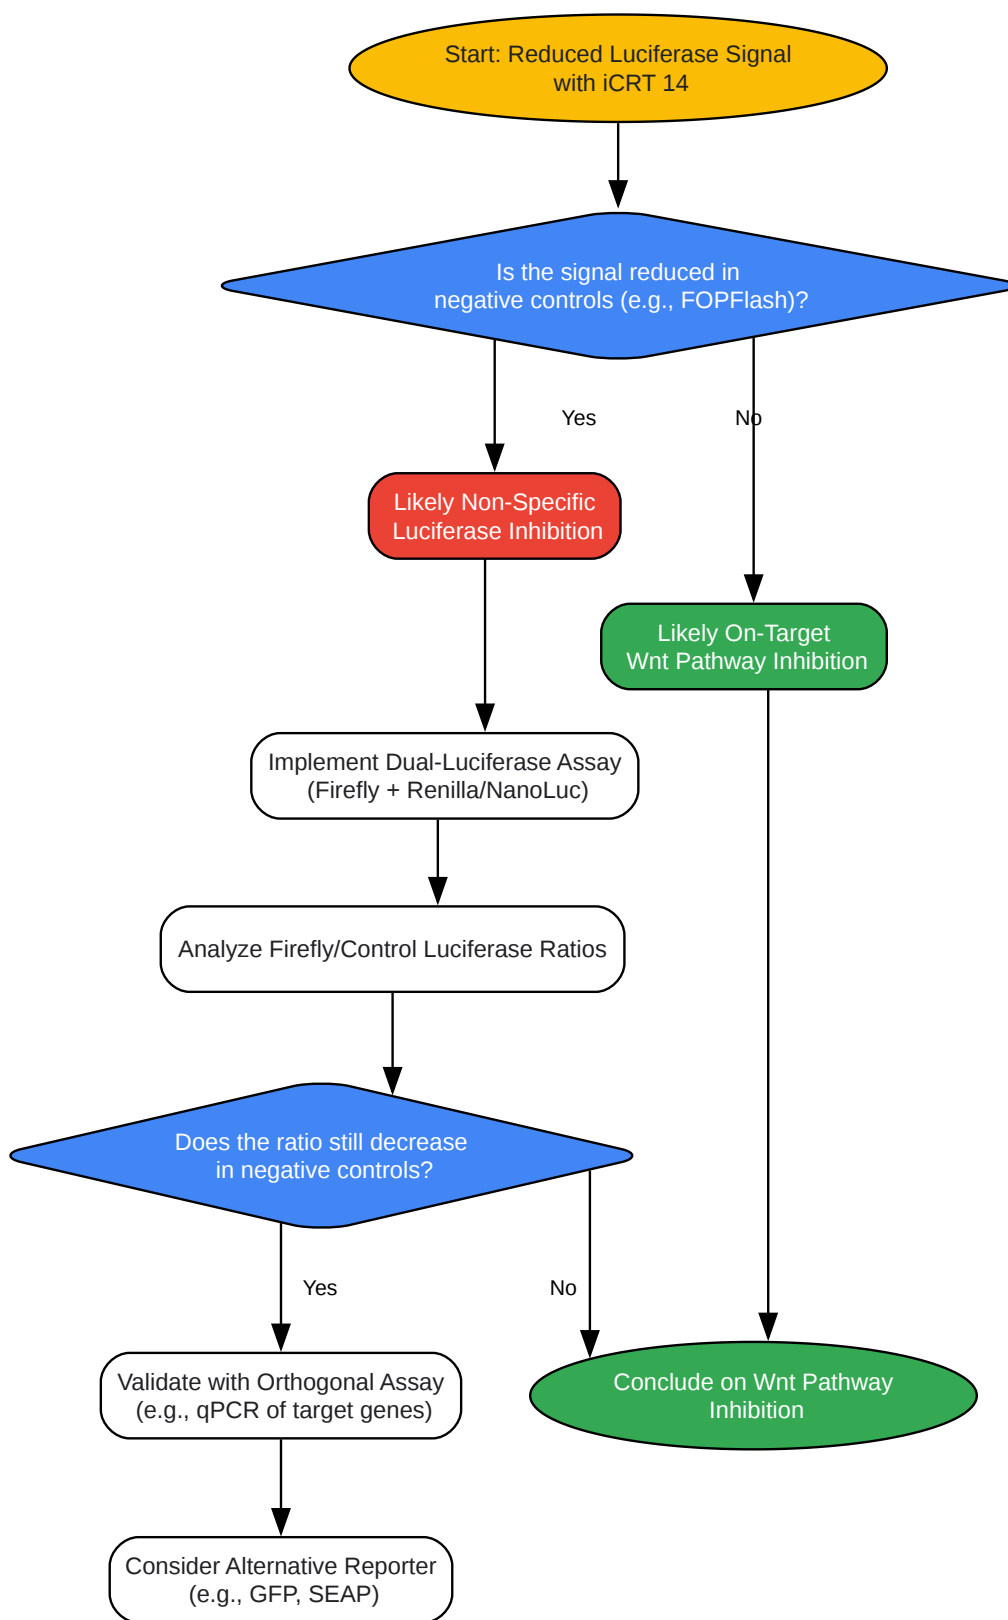 Start: Reduced Luciferase Signal
with iCRT 14
Is the signal reduced in
negative controls (e.g., FOPFlash)?
Yes
No
Likely Non-Specific
Luciferase Inhibition
Likely On-Target
Wnt Pathway Inhibition
Implement Dual-Luciferase Assay
(Firefly + Renilla/NanoLuc)
Analyze Firefly/Control Luciferase Ratios
Does the ratio still decrease
in negative controls?
Yes
No
Validate with Orthogonal Assay
(e.g., qPCR of target genes)
Conclude on Wnt Pathway
Inhibition
Consider Alternative Reporter
(e.g., GFP, SEAP)